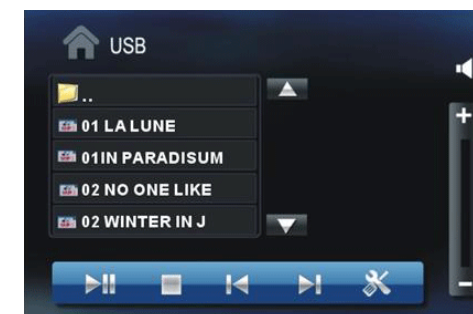 USB
..
01 LA LUNE
01IN PARADISUM
02 NO ONE LIKE
02 WINTER IN J
+
-